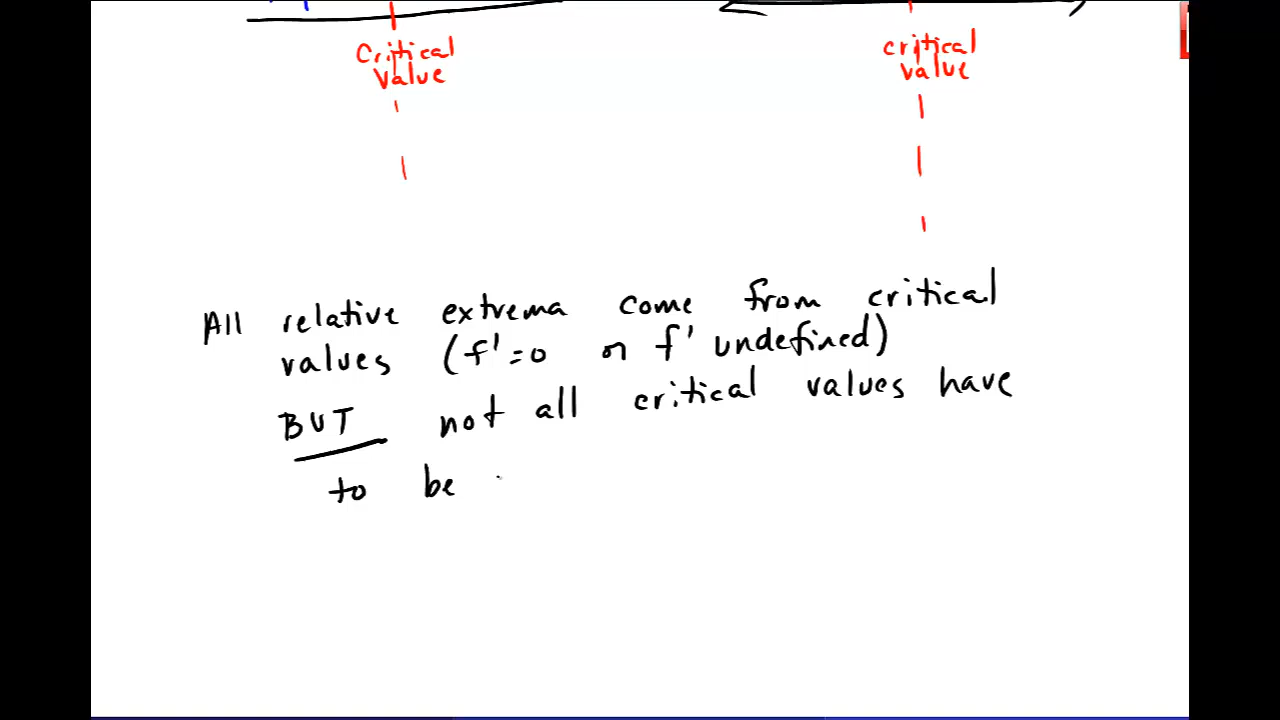 Critical critical
Value value
All relative extrema come from critical
values (f'=0 or f' undefined)
BUT not all critical values have
to be